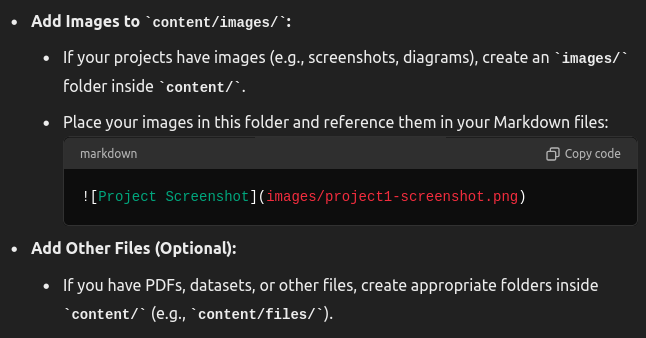 Add Images to `content/images/`:
If your projects have images (e.g., screenshots, diagrams), create an `images/`
folder inside `content/`.
Place your images in this folder and reference them in your Markdown files:
markdown
Copy code
![Project Screenshot](images/project1-screenshot.png)
Add Other Files (Optional):
If you have PDFs, datasets, or other files, create appropriate folders inside
`content/` (e.g., `content/files/`).